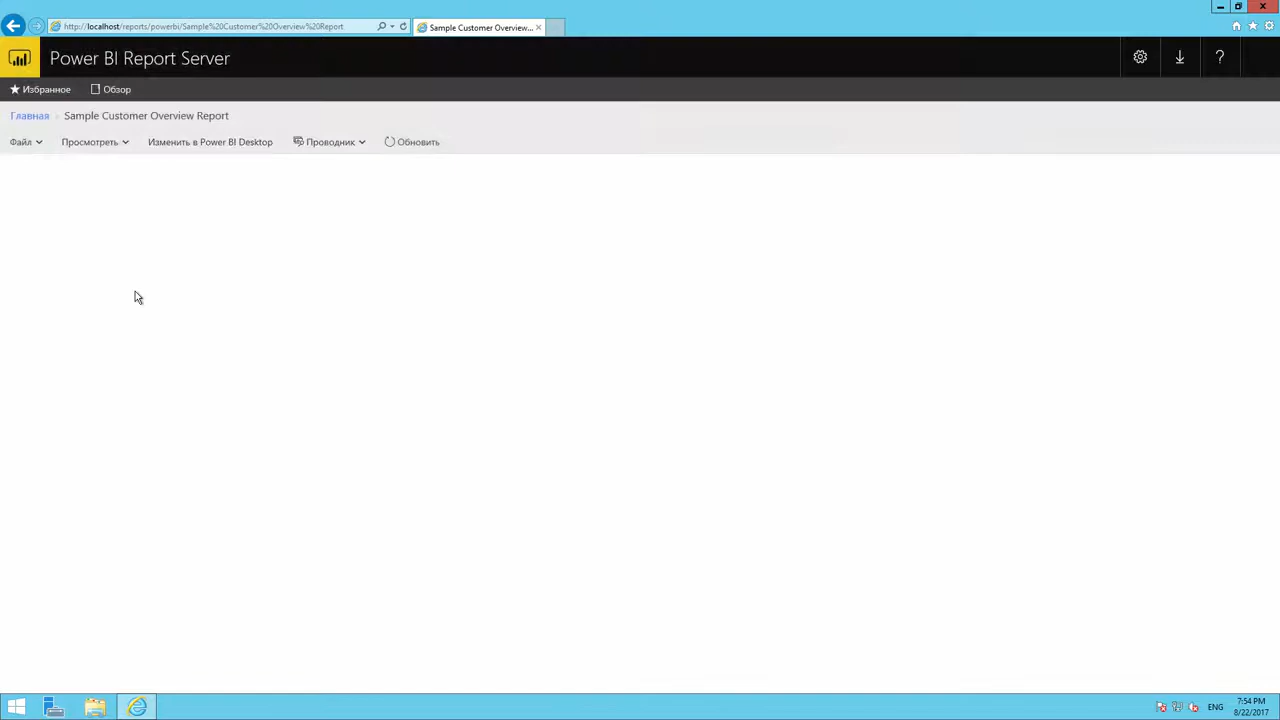 http://localhost/reports/powerbi/Sample%20Customer%20Overview%20Report
Sample Customer Overview...
Power BI Report Server
?
Избранное
Обзор
Главная
Sample Customer Overview Report
Файл
Просмотреть
Изменить в Power BI Desktop
Проводник
Обновить
ENG
7:54 PM
8/22/2017